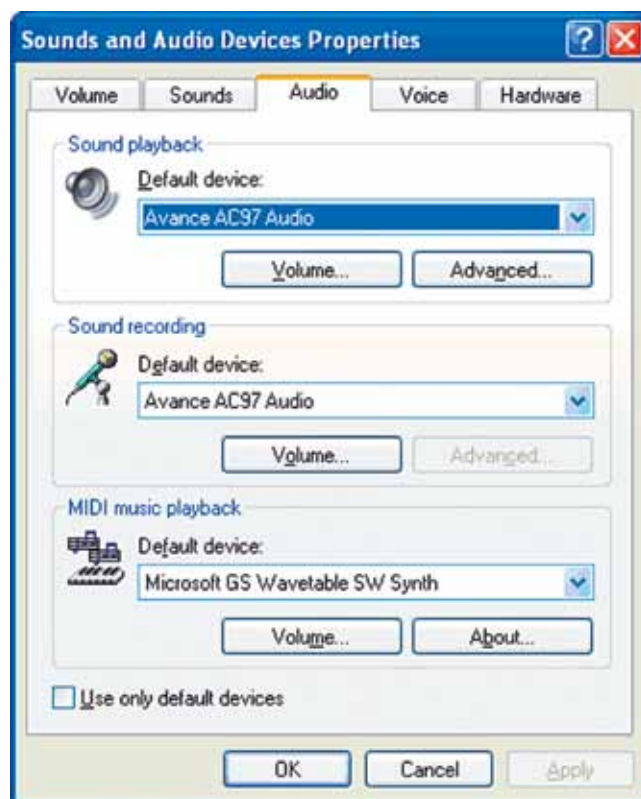 Sounds and Audio Devices Properties
Volume Sounds Audio Voice Hardware
Sound playback
Default device:
Avance AC97 Audio
Volume... Advanced...
Sound recording
Default device:
Avance AC97 Audio
Volume... Advanced...
MIDI music playback
Default device:
Microsoft GS Wavetable SW Synth
Volume... About...
Use only default devices
OK Cancel Apply